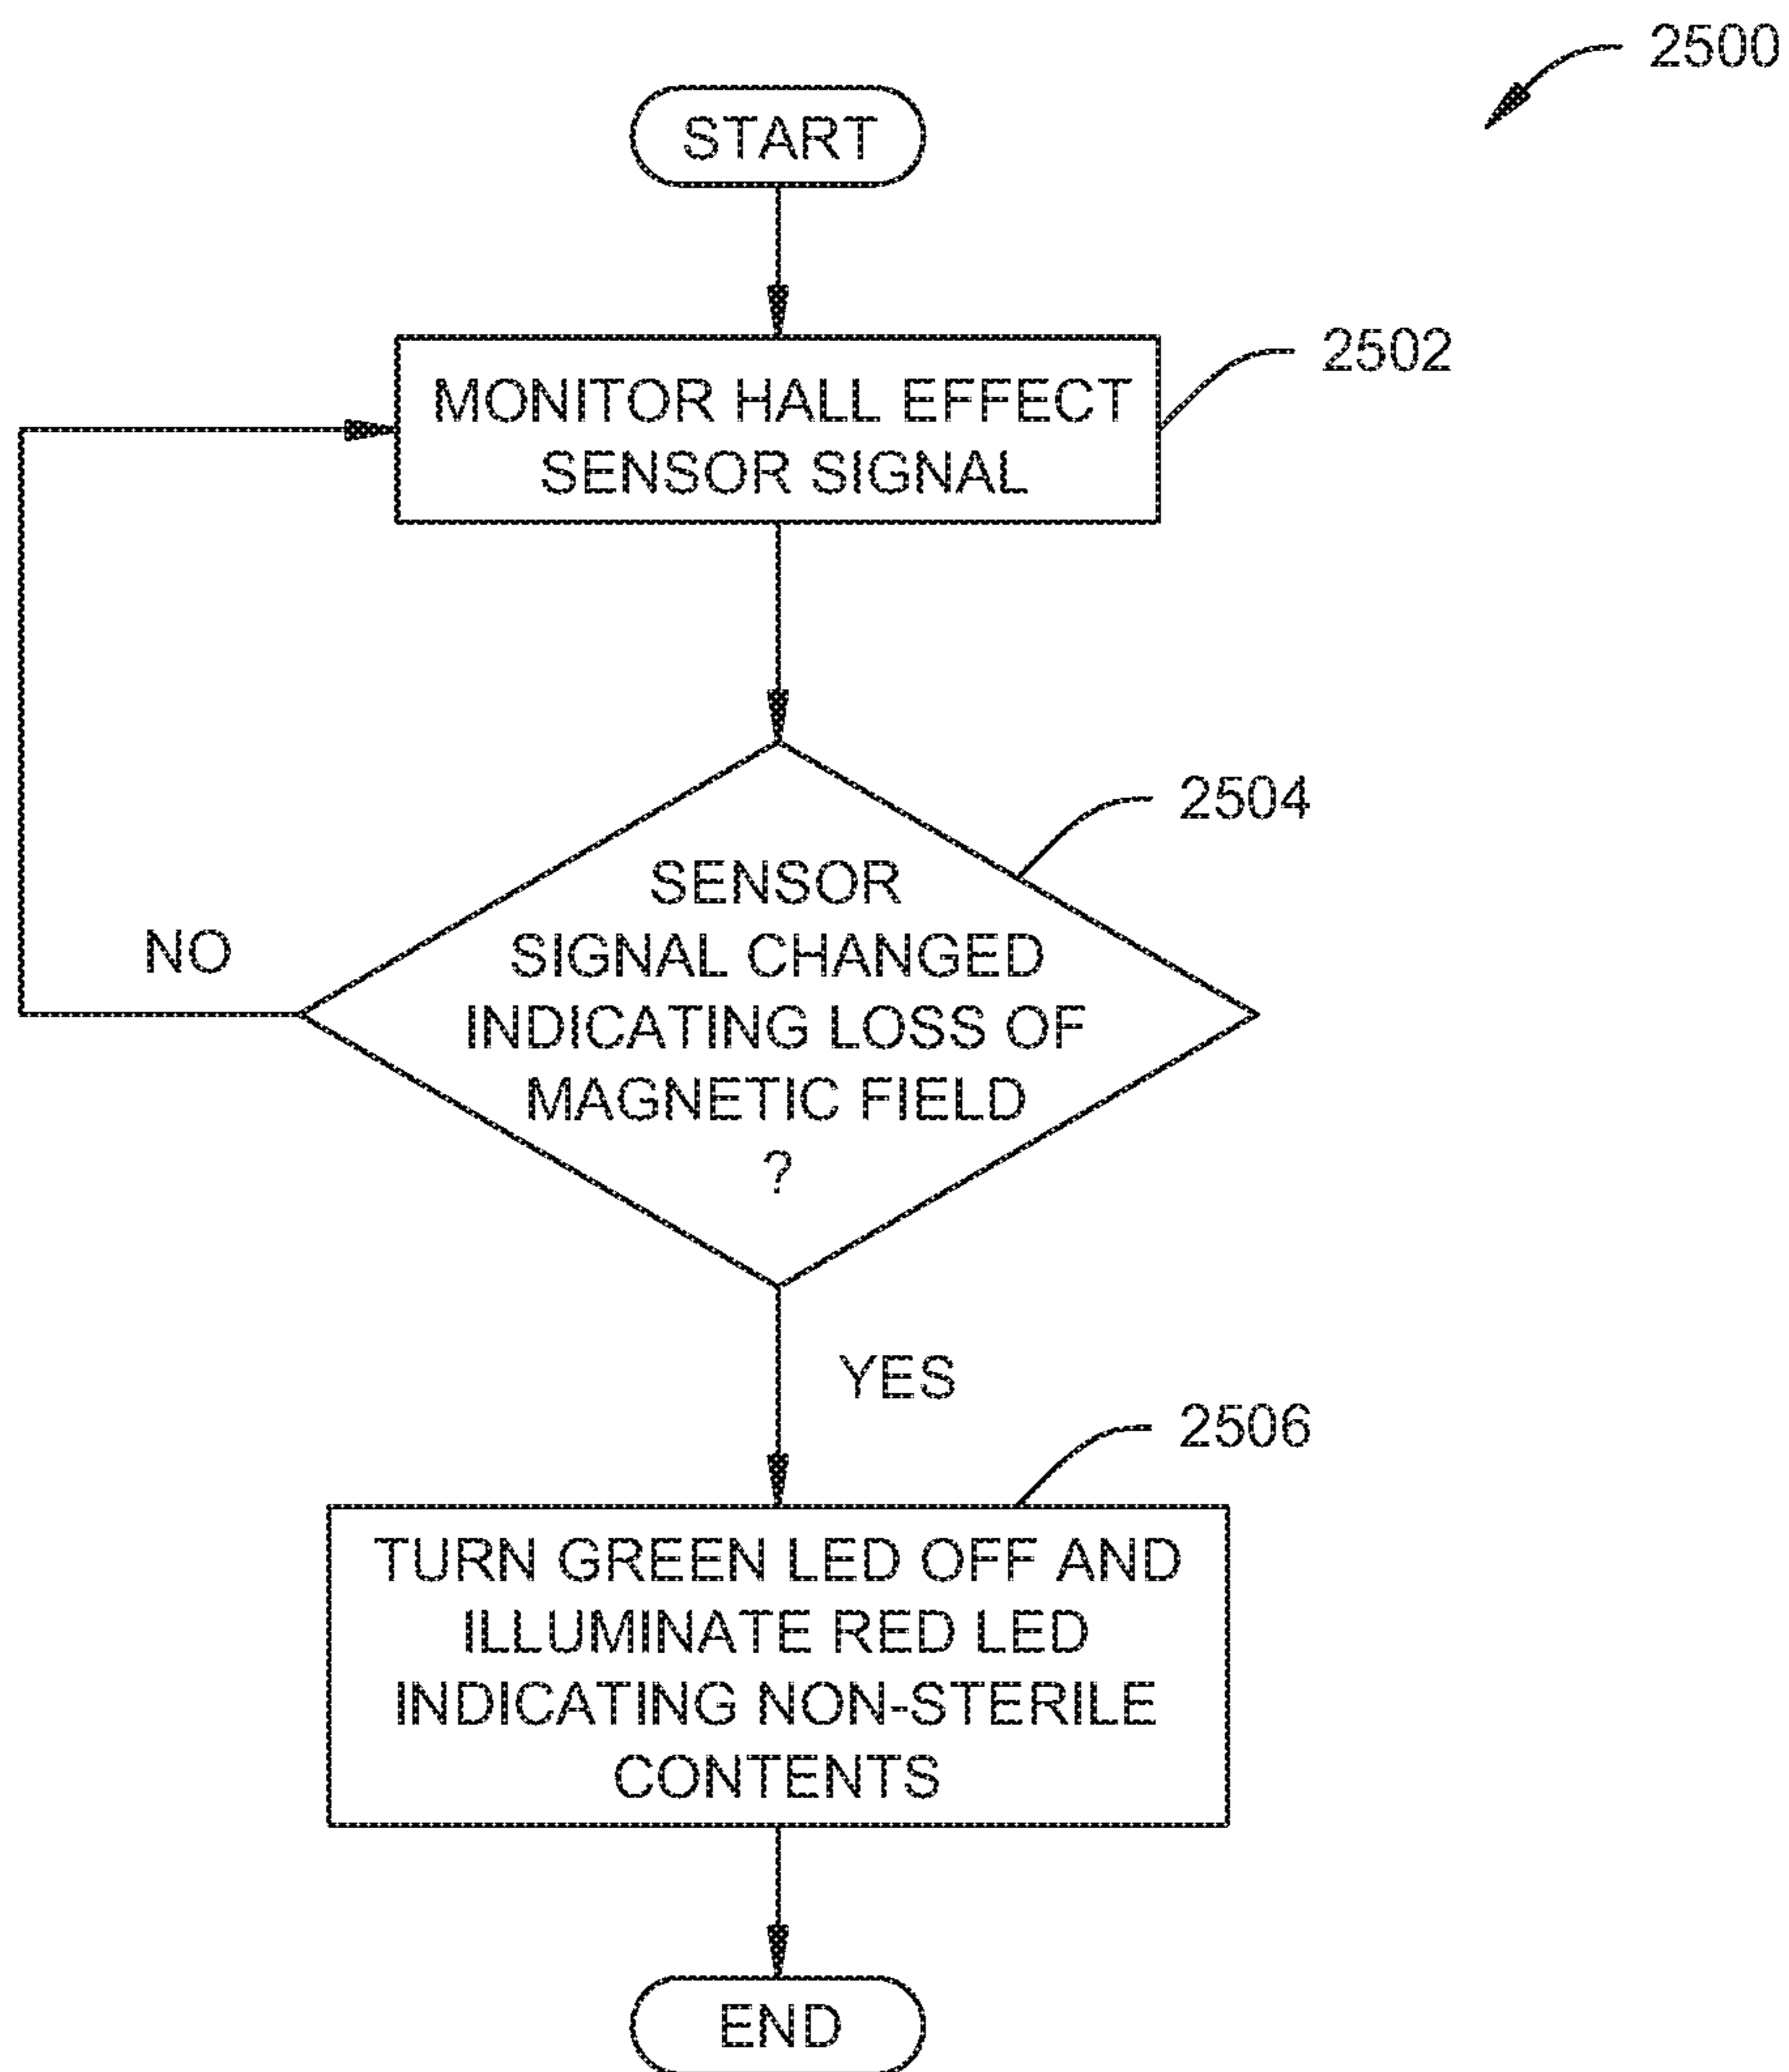 2500
START
2502
MONITOR HALL EFFECT
SENSOR SIGNAL
2504
SENSOR
SIGNAL CHANGED
INDICATING LOSS OF
MAGNETIC FIELD
?
NO
YES
2506
TURN GREEN LED OFF AND
ILLUMINATE RED LED
INDICATING NON-STERILE
CONTENTS
END